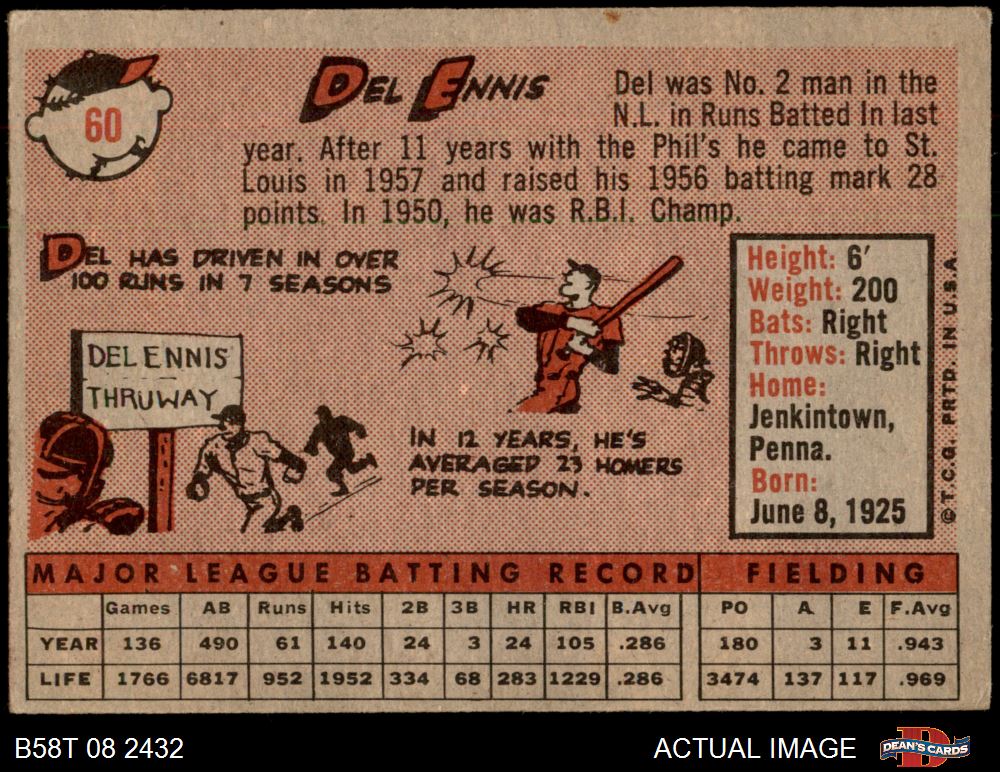 60
DEL ENNIS
Del was No. 2 man in the
N.L. in Runs Batted In last
year. After 11 years with the Phil's he came to St.
Louis in 1957 and raised his 1956 batting mark 28
points. In 1950, he was R.B.I. Champ.
DEL HAS DRIVEN IN OVER
100 RUNS IN 7 SEASONS
DEL ENNIS
THRUWAY
IN 12 YEARS, HE'S
AVERAGED 23 HOMERS
PER SEASON.
Height: 6'
Weight: 200
Bats: Right
Throws: Right
Home:
Jenkintown,
Penna.
Born:
June 8, 1925
©T.C.G. PRTD. IN U.S.A.
MAJOR LEAGUE BATTING RECORD FIELDING
Games AB Runs Hits 2B 3B HR RBI B.Avg PO A E F.Avg
YEAR 136 490 61 140 24 3 24 105 .286 180 3 11 .943
LIFE 1766 6817 952 1952 334 68 283 1229 .286 3474 137 117 .969
B58T 08 2432 ACTUAL IMAGE DEAN'S CARDS